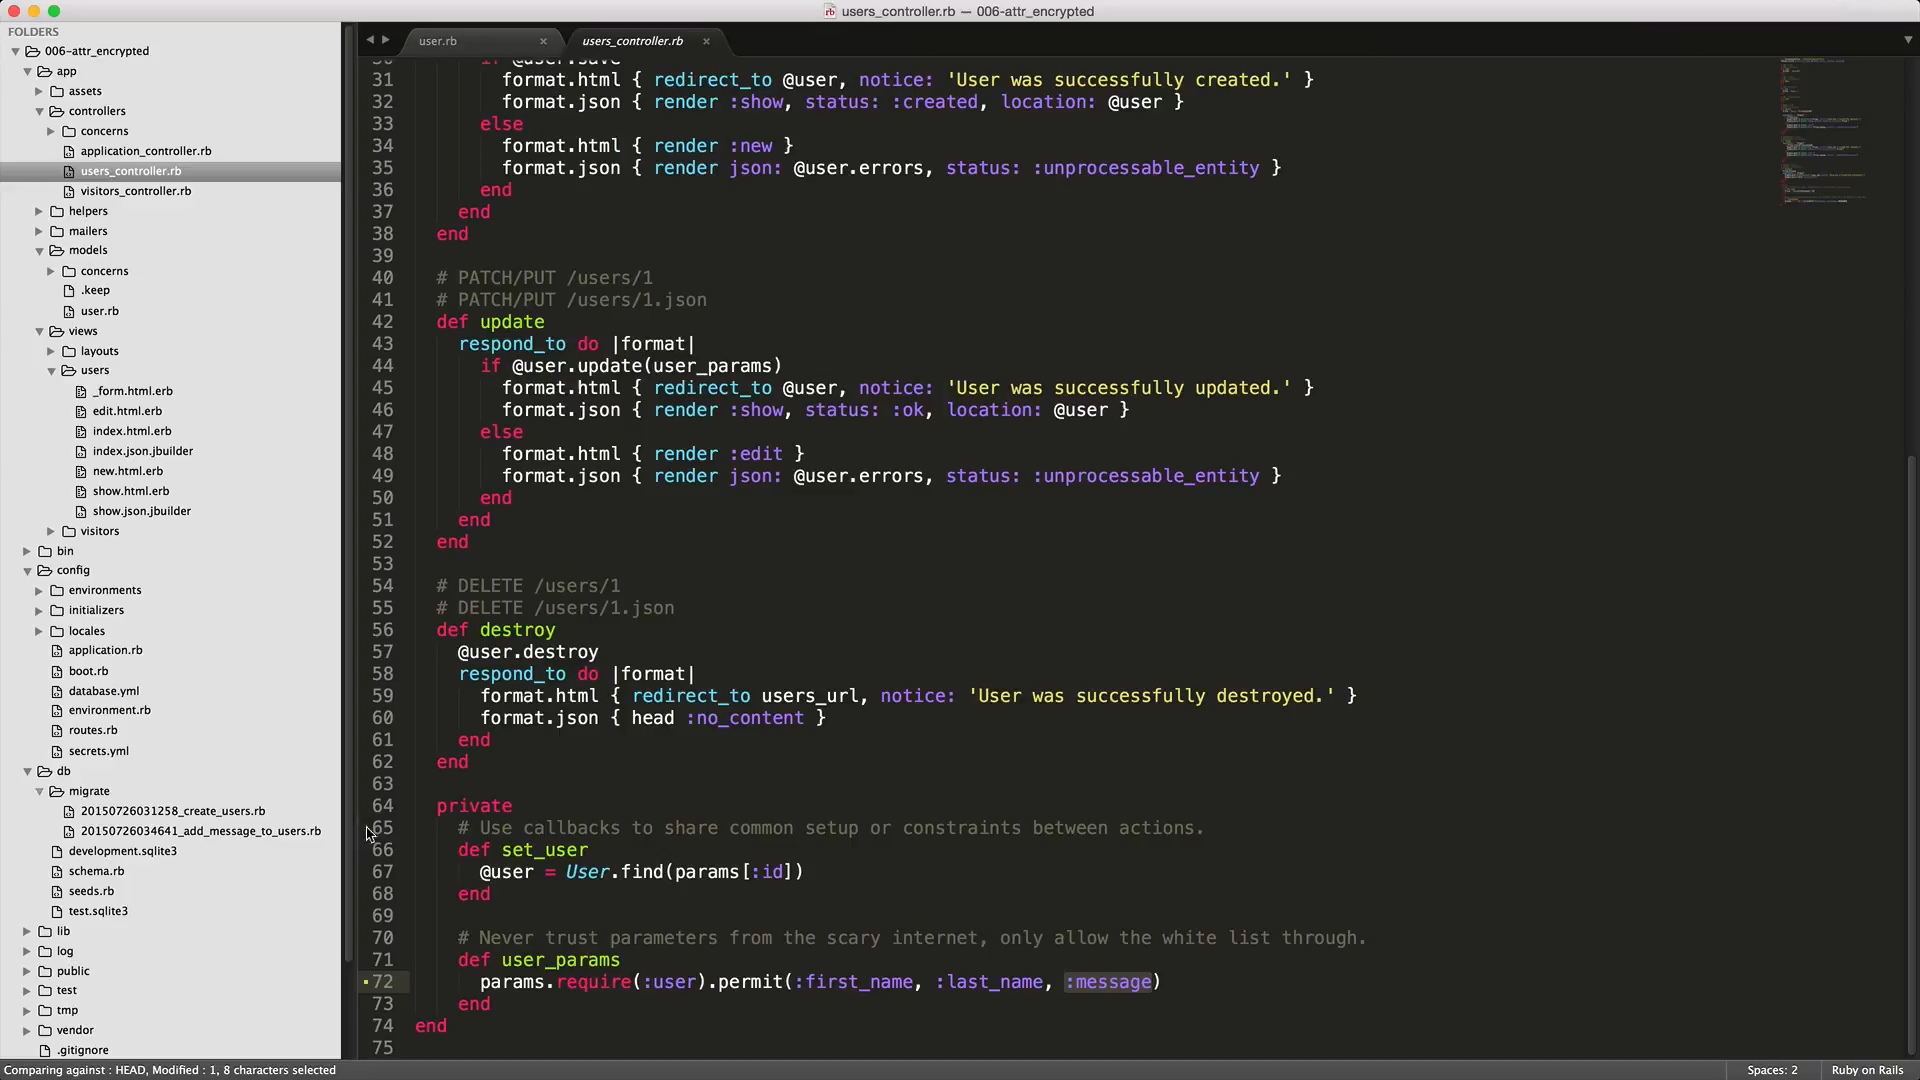 users_controller.rb — 006-attr_encrypted
FOLDERS
006-attr_encrypted
app
assets
controllers
concerns
application_controller.rb
users_controller.rb
visitors_controller.rb
helpers
mailers
models
concerns
.keep
user.rb
views
layouts
users
_form.html.erb
edit.html.erb
index.html.erb
index.json.jbuilder
new.html.erb
show.html.erb
show.json.jbuilder
visitors
bin
config
environments
initializers
locales
application.rb
boot.rb
database.yml
environment.rb
routes.rb
secrets.yml
db
migrate
20150726031258_create_users.rb
20150726034641_add_message_to_users.rb
development.sqlite3
schema.rb
seeds.rb
test.sqlite3
lib
log
public
test
tmp
vendor
.gitignore
user.rb
users_controller.rb
30 if @user.save
31 format.html { redirect_to @user, notice: 'User was successfully created.' }
32 format.json { render :show, status: :created, location: @user }
33 else
34 format.html { render :new }
35 format.json { render json: @user.errors, status: :unprocessable_entity }
36 end
37 end
38 end
39
40 # PATCH/PUT /users/1
41 # PATCH/PUT /users/1.json
42 def update
43 respond_to do |format|
44 if @user.update(user_params)
45 format.html { redirect_to @user, notice: 'User was successfully updated.' }
46 format.json { render :show, status: :ok, location: @user }
47 else
48 format.html { render :edit }
49 format.json { render json: @user.errors, status: :unprocessable_entity }
50 end
51 end
52 end
53
54 # DELETE /users/1
55 # DELETE /users/1.json
56 def destroy
57 @user.destroy
58 respond_to do |format|
59 format.html { redirect_to users_url, notice: 'User was successfully destroyed.' }
60 format.json { head :no_content }
61 end
62 end
63
64 private
65 # Use callbacks to share common setup or constraints between actions.
66 def set_user
67 @user = User.find(params[:id])
68 end
69
70 # Never trust parameters from the scary internet, only allow the white list through.
71 def user_params
72 params.require(:user).permit(:first_name, :last_name, :message)
73 end
74 end
75
Comparing against : HEAD, Modified : 1, 8 characters selected
Spaces: 2
Ruby on Rails